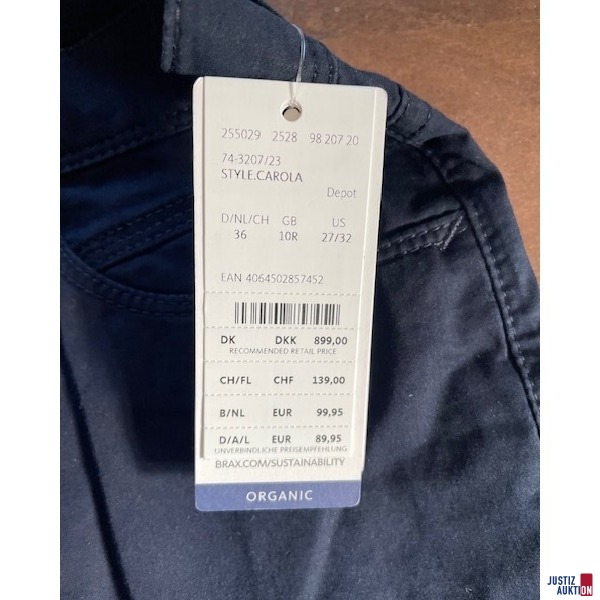 255029 2528 98 207 20
74-3207/23
STYLE.CAROLA
Depot
D/NL/CH GB US
36 10R 27/32
EAN 4064502857452
DK DKK 899,00
RECOMMENDED RETAIL PRICE
CH/FL CHF 139,00
B/NL EUR 99,95
D/A/L EUR 89,95
UNVERBINDLICHE PREISEMPFEHLUNG
BRAX.COM/SUSTAINABILITY
ORGANIC
JUSTIZ
AUKTION